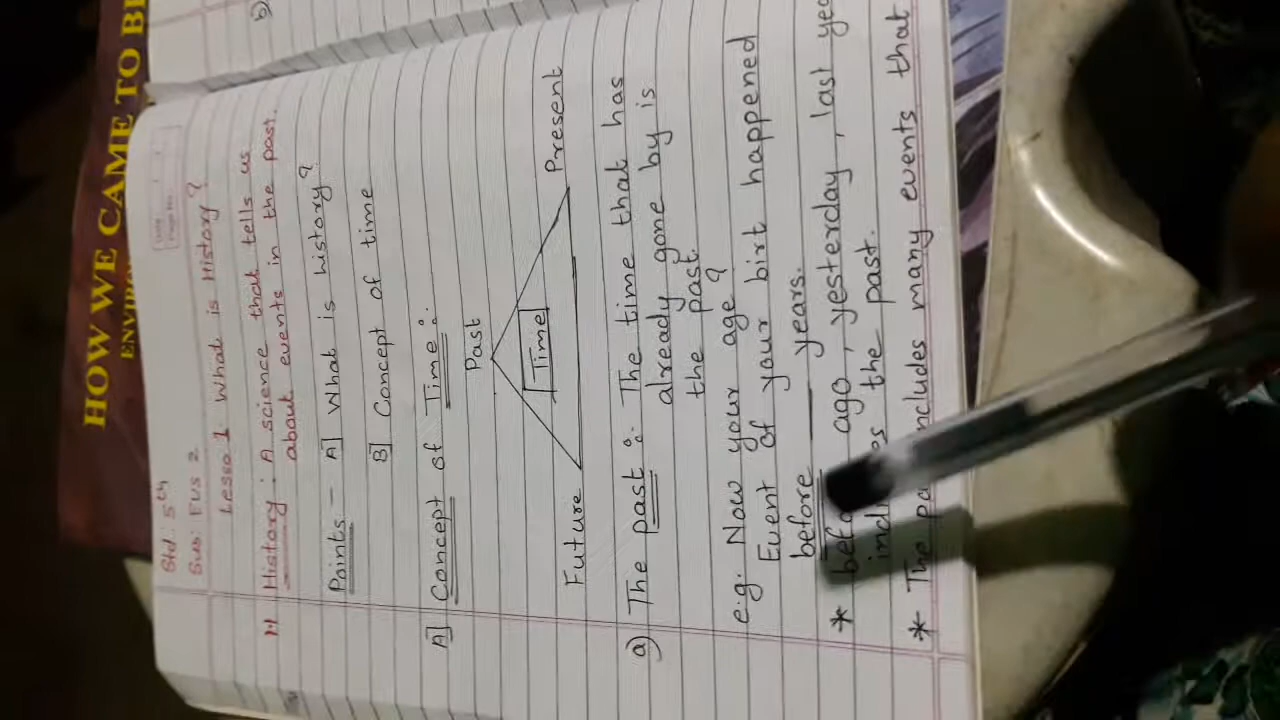 HOW WE CAME TO BE
ENVIR
Std: 5th
Sub: EVS 2
Lesso 1 What is History?
1) History : A science that tells us
about events in the past.
Points - A] What is history?
B] Concept of time
A] Concept of Time :
Past
Time
Future Present
a) The past : The time that has
already gone by is
the past.
e.g. Now your age?
Event of your birt happened
before ___ years.
* ago, yesterday, last yea
the past.
* The many events that
b)